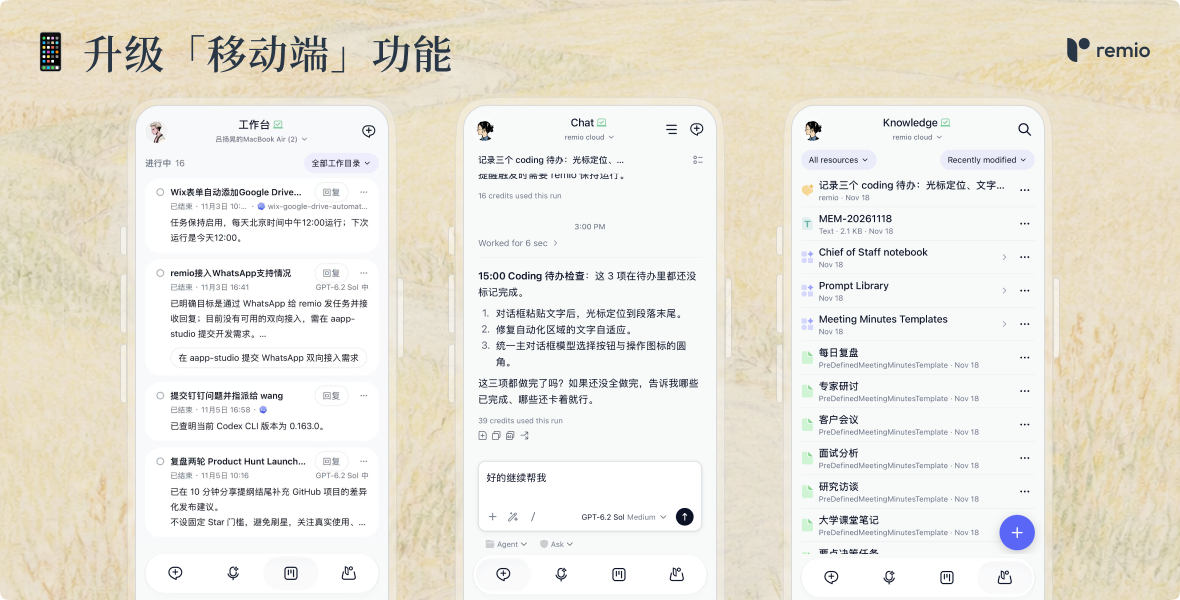 升级「移动端」功能
remio
工作台
吕扬晃的MacBook Air (2)
进行中 16
全部工作目录
Wix表单自动添加Google Drive...
回复
已结束 · 11月3日 10:... · wix-google-drive-automat...
任务保持启用，每天北京时间中午12:00运行；下次
运行是今天12:00。
remio接入WhatsApp支持情况
回复
已结束 · 11月3日 16:41
GPT-6.2 Sol 中
已明确目标是通过 WhatsApp 给 remio 发任务并接
收回复；目前没有可用的双向接入，需在 aapp-
studio 提交开发需求。...
在 aapp-studio 提交 WhatsApp 双向接入需求
提交钉钉问题并指派给 wang
回复
已结束 · 11月5日 16:58 ·
已查明当前 Codex CLI 版本为 0.163.0。
复盘两轮 Product Hunt Launch...
回复
已结束 · 11月5日 10:16
GPT-6.2 Sol 中
已在 10 分钟分享提纲结尾补充 GitHub 项目的差异
化发布建议。
不设固定 Star 门槛，避免刷星，关注真实使用、...
Chat
remio cloud
记录三个 coding 待办：光标定位、...
提醒触发时需要 remio 保持运行。
16 credits used this run
3:00 PM
Worked for 6 sec
15:00 Coding 待办检查：这 3 项在待办里都还没
标记完成。
1. 对话框粘贴文字后，光标定位到段落末尾。
2. 修复自动化区域的文字自适应。
3. 统一主对话框模型选择按钮与操作图标的圆
角。
这三项都做完了吗？如果还没全做完，告诉我哪些
已完成、哪些还卡着就行。
39 credits used this run
好的继续帮我
GPT-6.2 Sol Medium
Agent
Ask
Knowledge
remio cloud
All resources
Recently modified
记录三个 coding 待办：光标定位、文字...
remio · Nov 18
MEM-20261118
Text · 2.1 KB · Nov 18
Chief of Staff notebook
Nov 18
Prompt Library
Nov 18
Meeting Minutes Templates
Nov 18
每日复盘
PreDefinedMeetingMinutesTemplate · Nov 18
专家研讨
PreDefinedMeetingMinutesTemplate · Nov 18
客户会议
PreDefinedMeetingMinutesTemplate · Nov 18
面试分析
PreDefinedMeetingMinutesTemplate · Nov 18
研究访谈
PreDefinedMeetingMinutesTemplate · Nov 18
大学课堂笔记
PreDefinedMeetingMinutesTemplate · Nov 18
要点决策任务